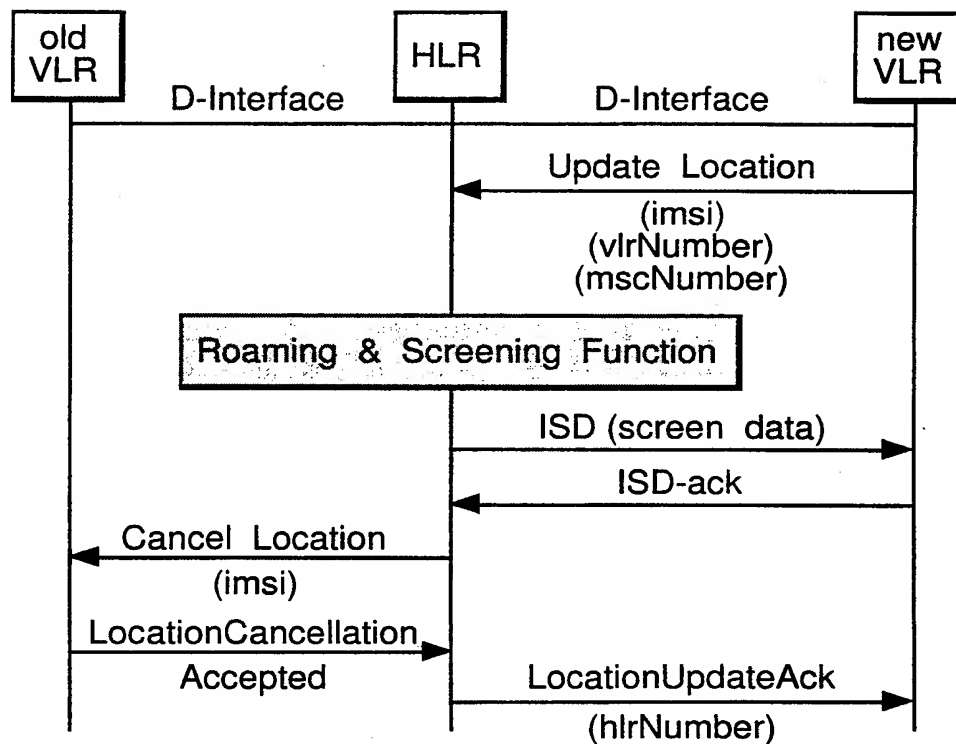 old
VLR
HLR
new
VLR
D-Interface
D-Interface
Update Location
(imsi)
(vlrNumber)
(mscNumber)
Roaming & Screening Function
ISD (screen data)
ISD-ack
Cancel Location
(imsi)
LocationCancellation
Accepted
LocationUpdateAck
(hlrNumber)